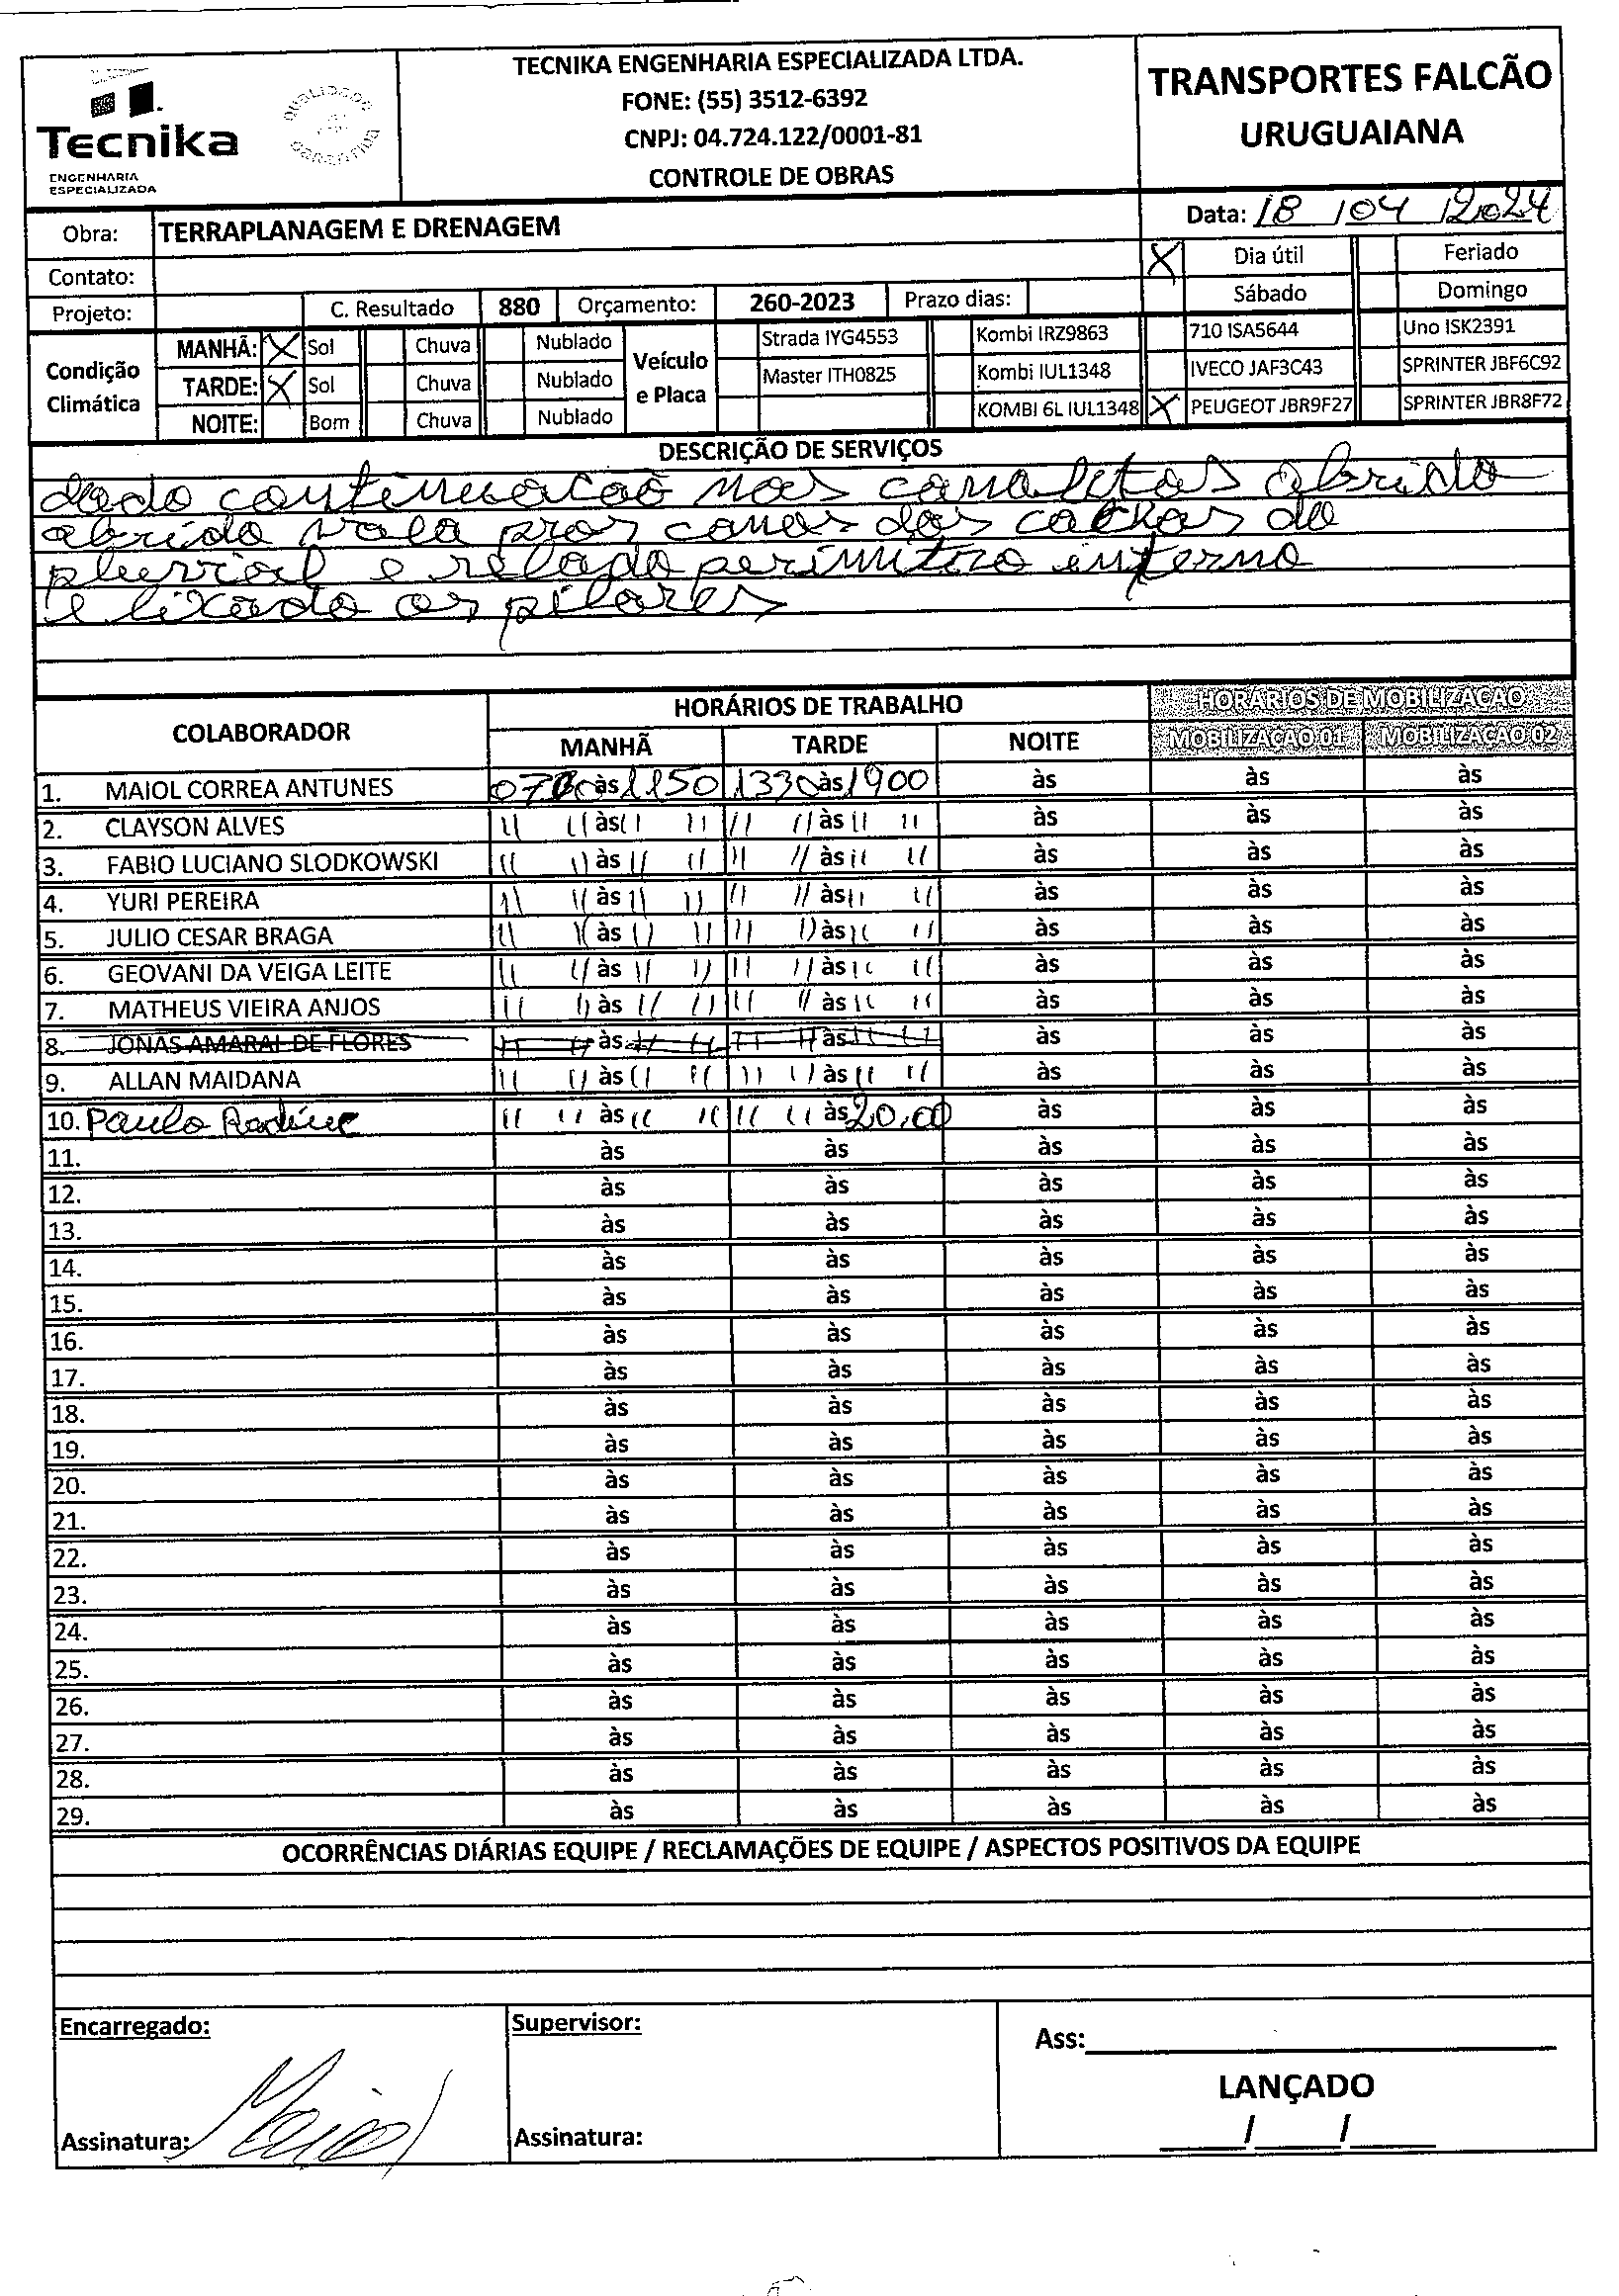 TECNIKA ENGENHARIA ESPECIALIZADA LTDA.
FONE: (55) 3512-6392
CNPJ: 04.724.122/0001-81
CONTROLE DE OBRAS
Tecnika
ENGENHARIA
ESPECIALIZADA
TRANSPORTES FALCÃO
URUGUAIANA
Obra: TERRAPLANAGEM E DRENAGEM
Data: 18 / 04 / 2024
Contato:
X Dia útil Feriado
Sábado Domingo
Projeto: C. Resultado 880 Orçamento: 260-2023 Prazo dias:
Condição Climática
MANHÃ: X Sol Chuva Nublado
TARDE: X Sol Chuva Nublado
NOITE: Bom Chuva Nublado
Veículo e Placa
Strada IYG4553 Kombi IRZ9863 710 ISA5644 Uno ISK2391
Master ITH0825 Kombi IUL1348 IVECO JAF3C43 SPRINTER JBF6C92
KOMBI 6L IUL1348 X PEUGEOT JBR9F27 SPRINTER JBR8F72
DESCRIÇÃO DE SERVIÇOS
dado continuacao nas canaletas abrido
abrido vala pros canos dos caixas do
pluvial e relado perimitro interno
e lixado os pilares
COLABORADOR HORÁRIOS DE TRABALHO HORÁRIOS DE MOBILIZAÇÃO
MANHÃ TARDE NOITE MOBILIZAÇÃO 01 MOBILIZAÇÃO 02
1. MAIOL CORREA ANTUNES 0700 às 1150 1330 às 1900 às às às
2. CLAYSON ALVES " " às " " " " às " " às às às
3. FABIO LUCIANO SLODKOWSKI " " às " " " " às " " às às às
4. YURI PEREIRA " " às " " " " às " " às às às
5. JULIO CESAR BRAGA " " às " " " " às " " às às às
6. GEOVANI DA VEIGA LEITE " " às " " " " às " " às às às
7. MATHEUS VIEIRA ANJOS " " às " " " " às " " às às às
8. JONAS AMARAL DE FLORES " " às " " " " às " " às às às
9. ALLAN MAIDANA " " às " " " " às " " às às às
10. Paulo " " às " " " " às 20,00 às às às
11. às às às às às
12. às às às às às
13. às às às às às
14. às às às às às
15. às às às às às
16. às às às às às
17. às às às às às
18. às às às às às
19. às às às às às
20. às às às às às
21. às às às às às
22. às às às às às
23. às às às às às
24. às às às às às
25. às às às às às
26. às às às às às
27. às às às às às
28. às às às às às
29. às às às às às
OCORRÊNCIAS DIÁRIAS EQUIPE / RECLAMAÇÕES DE EQUIPE / ASPECTOS POSITIVOS DA EQUIPE
Encarregado: Supervisor: Ass:
LANÇADO
Assinatura: Maiol Assinatura: / /